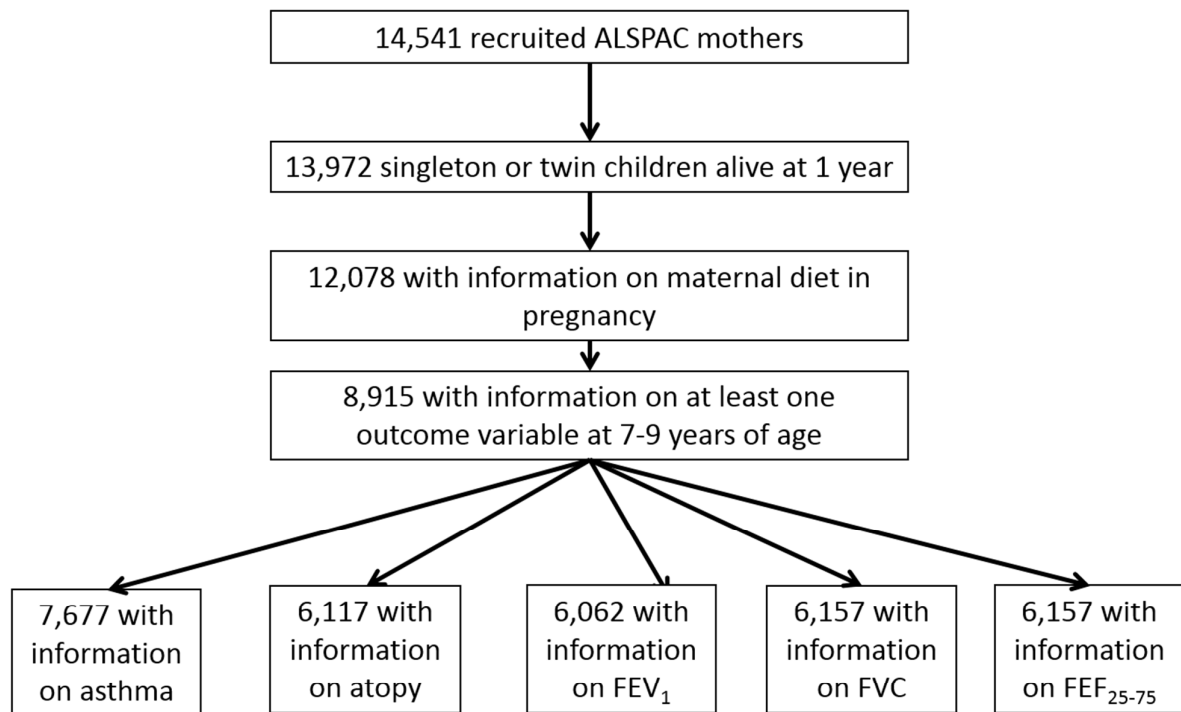 14,541 recruited ALSPAC mothers
13,972 singleton or twin children alive at 1 year
12,078 with information on maternal diet in
pregnancy
8,915 with information on at least one
outcome variable at 7-9 years of age
7,677 with
information
on asthma
6,117 with
information
on atopy
6,062 with
information
on FEV₁
6,157 with
information
on FVC
6,157 with
information
on FEF₂₅₋₇₅